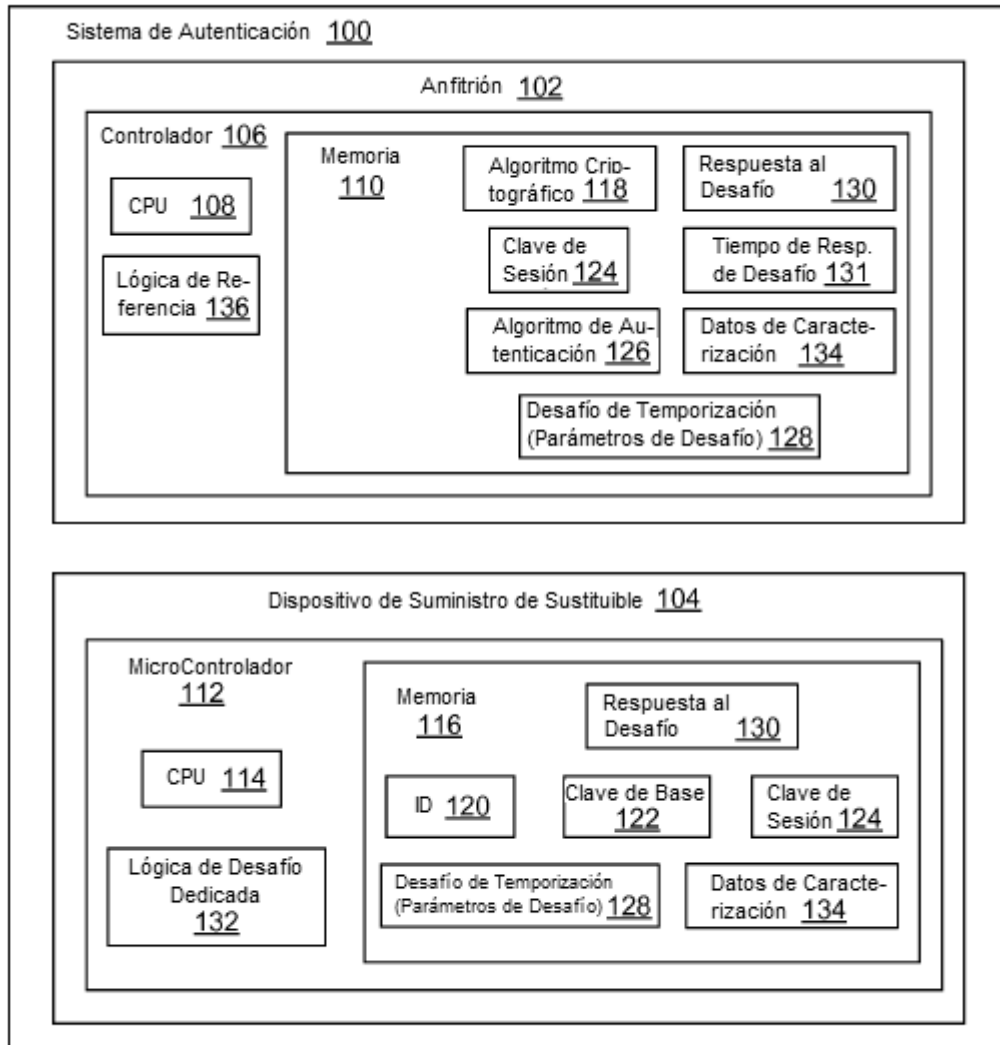 Sistema de Autenticación 100
Anfitrión 102
Controlador 106
CPU 108
Lógica de Re-
ferencia 136
Memoria
110
Algoritmo Crip-
tográfico 118
Respuesta al
Desafío 130
Clave de
Sesión 124
Tiempo de Resp.
de Desafío 131
Algoritmo de Au-
tenticación 126
Datos de Caracte-
rización 134
Desafío de Temporización
(Parámetros de Desafío) 128
Dispositivo de Suministro de Sustituible 104
MicroControlador
112
CPU 114
Lógica de Desafío
Dedicada
132
Memoria
116
Respuesta al
Desafío 130
ID 120
Clave de Base
122
Clave de
Sesión 124
Desafío de Temporización
(Parámetros de Desafío) 128
Datos de Caracte-
rización 134